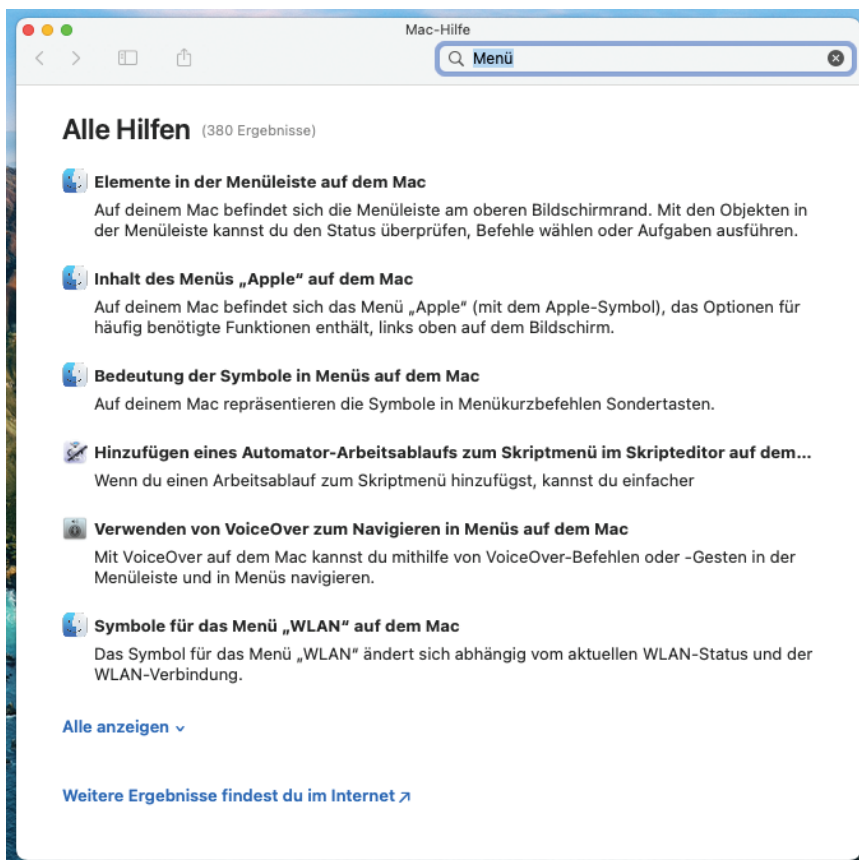 Mac-Hilfe
Menü
Alle Hilfen (380 Ergebnisse)
Elemente in der Menüleiste auf dem Mac
Auf deinem Mac befindet sich die Menüleiste am oberen Bildschirmrand. Mit den Objekten in
der Menüleiste kannst du den Status überprüfen, Befehle wählen oder Aufgaben ausführen.
Inhalt des Menüs „Apple“ auf dem Mac
Auf deinem Mac befindet sich das Menü „Apple“ (mit dem Apple-Symbol), das Optionen für
häufig benötigte Funktionen enthält, links oben auf dem Bildschirm.
Bedeutung der Symbole in Menüs auf dem Mac
Auf deinem Mac repräsentieren die Symbole in Menükurzbefehlen Sondertasten.
Hinzufügen eines Automator-Arbeitsablaufs zum Skriptmenü im Skripteditor auf dem...
Wenn du einen Arbeitsablauf zum Skriptmenü hinzufügst, kannst du einfacher
Verwenden von VoiceOver zum Navigieren in Menüs auf dem Mac
Mit VoiceOver auf dem Mac kannst du mithilfe von VoiceOver-Befehlen oder -Gesten in der
Menüleiste und in Menüs navigieren.
Symbole für das Menü „WLAN“ auf dem Mac
Das Symbol für das Menü „WLAN“ ändert sich abhängig vom aktuellen WLAN-Status und der
WLAN-Verbindung.
Alle anzeigen
Weitere Ergebnisse findest du im Internet